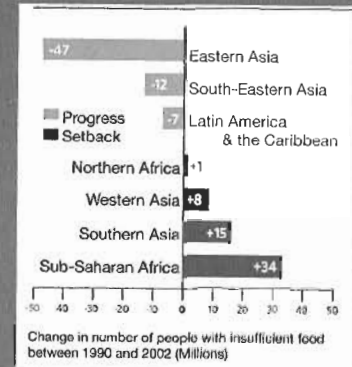 -47
Eastern Asia
-12
South-Eastern Asia
-7
Latin America
& the Caribbean
Progress
Setback
Northern Africa +1
Western Asia +8
Southern Asia +15
Sub-Saharan Africa +34
-50 40 30 20 10 0 10 20 30 40 50
Change in number of people with insufficient food
between 1990 and 2002 (Millions)